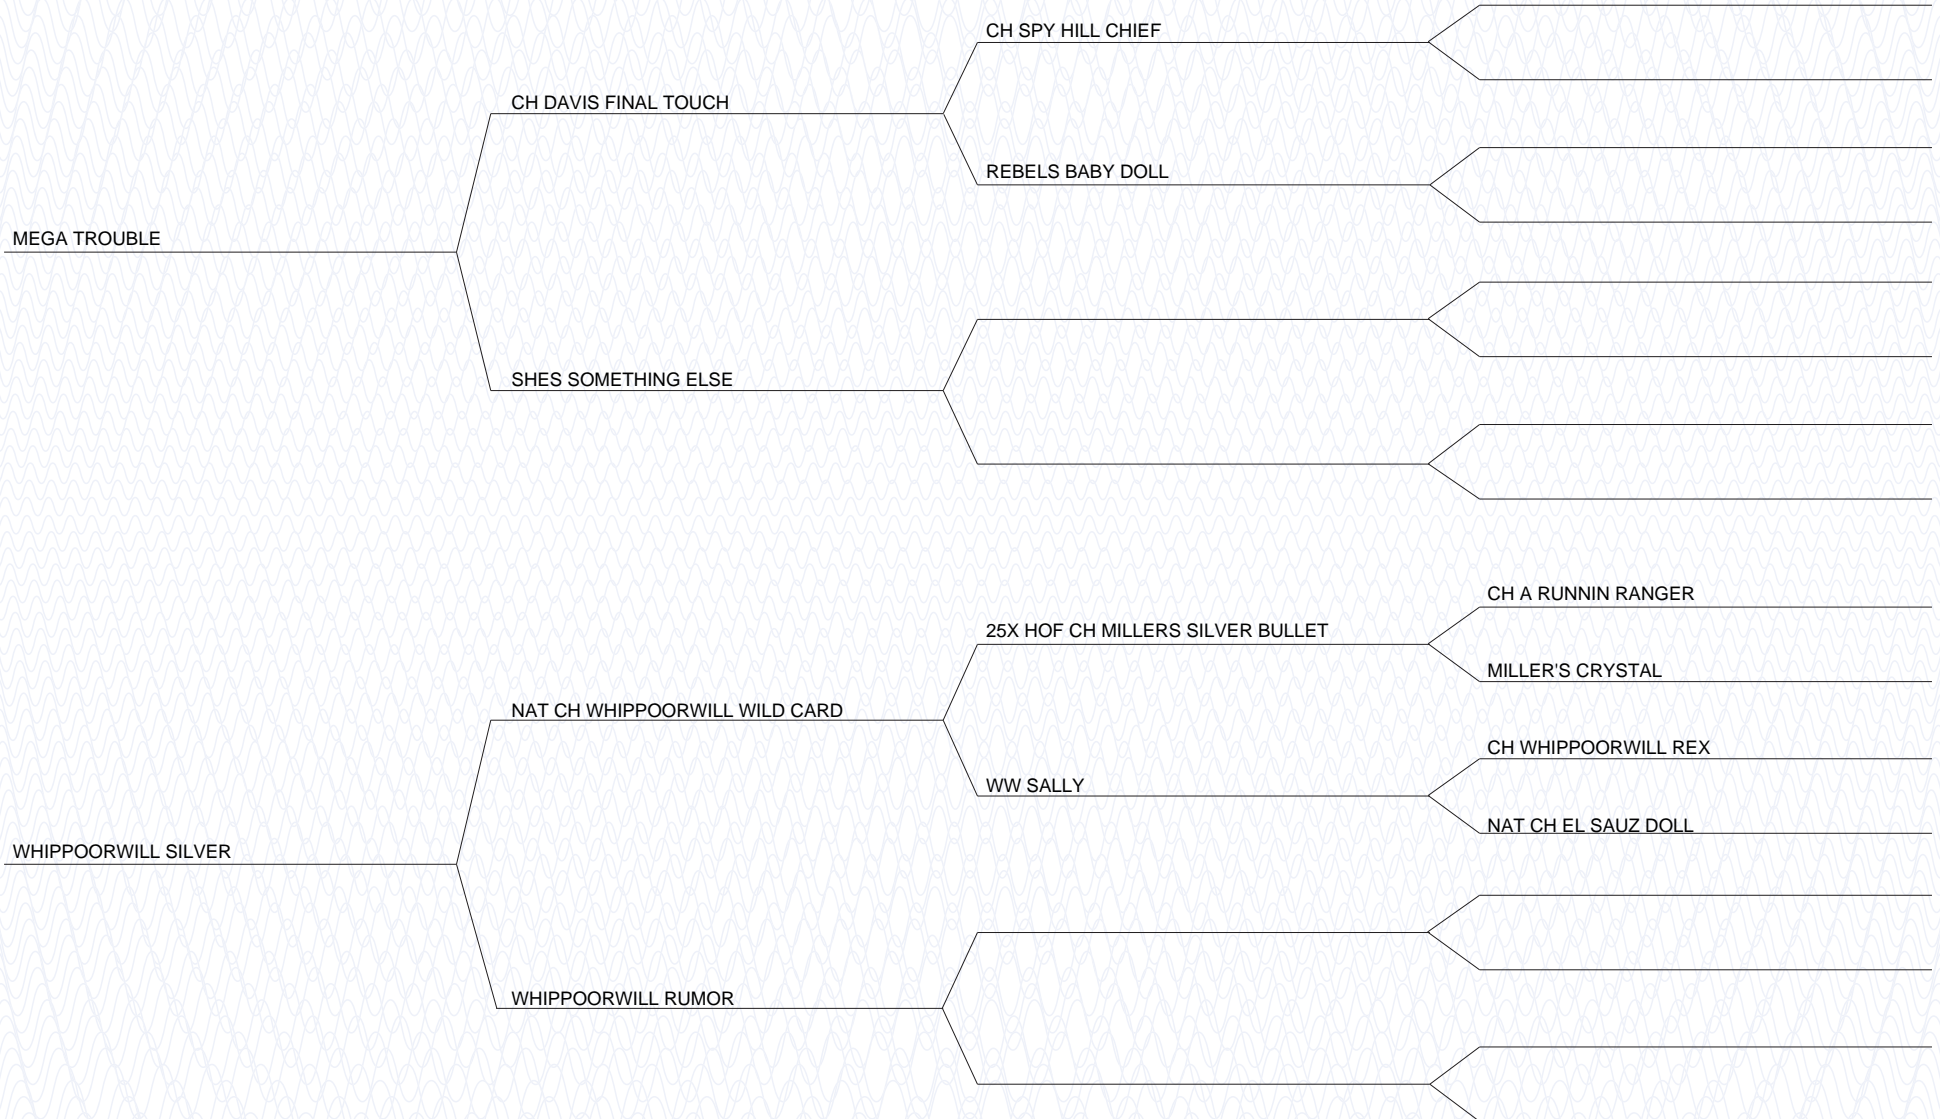 CH SPY HILL CHIEF
CH DAVIS FINAL TOUCH
REBELS BABY DOLL
MEGA TROUBLE
SHES SOMETHING ELSE
CH A RUNNIN RANGER
25X HOF CH MILLERS SILVER BULLET
MILLER'S CRYSTAL
NAT CH WHIPPOORWILL WILD CARD
CH WHIPPOORWILL REX
WW SALLY
NAT CH EL SAUZ DOLL
WHIPPOORWILL SILVER
WHIPPOORWILL RUMOR